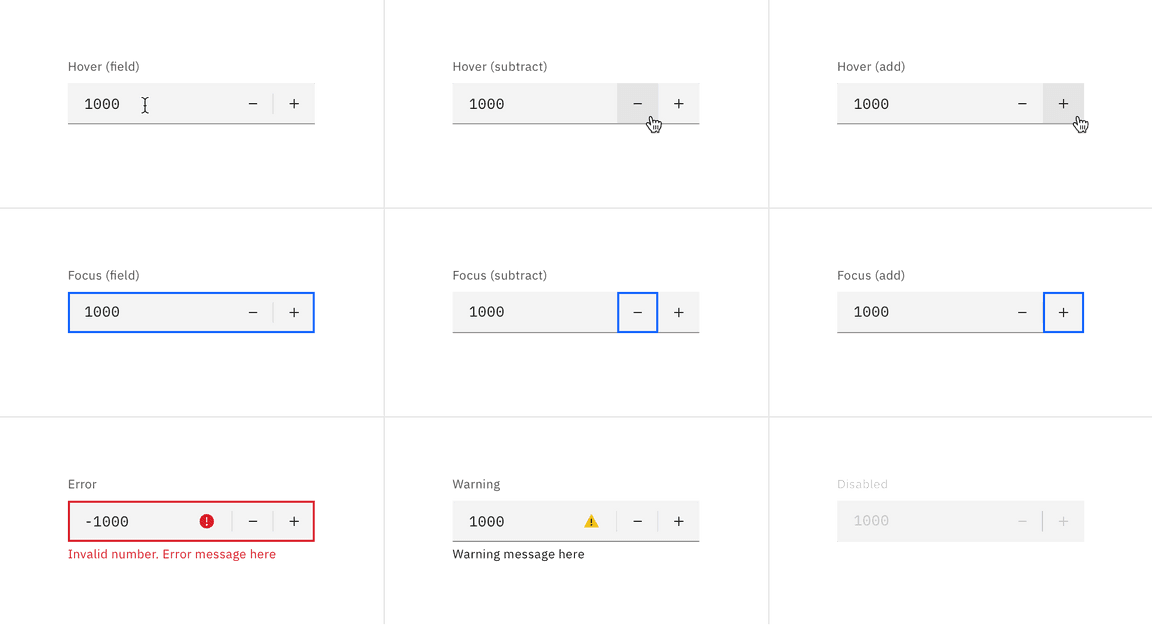 Hover (field)
1000
Hover (subtract)
1000
Hover (add)
1000
Focus (field)
1000
Focus (subtract)
1000
Focus (add)
1000
Error
-1000
Invalid number. Error message here
Warning
1000
Warning message here
Disabled
1000